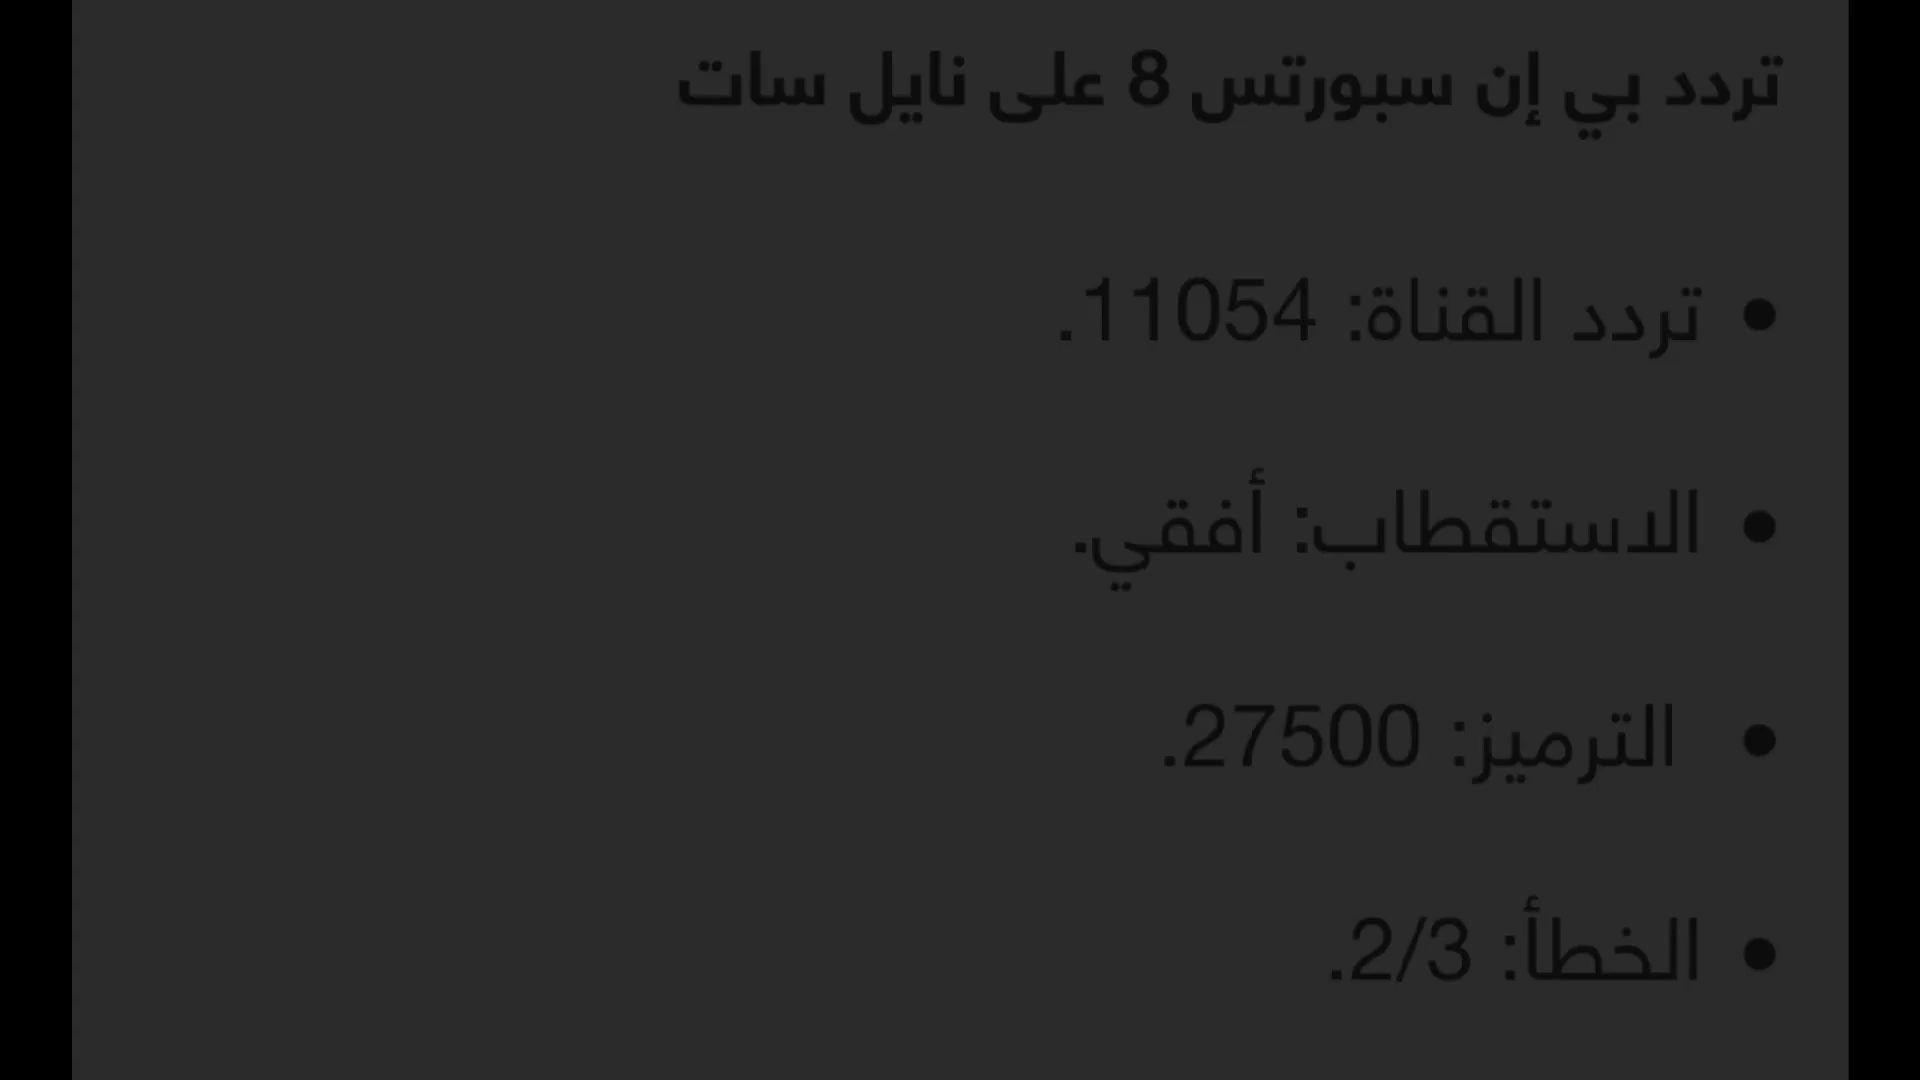 تردد بي إن سبورتس 8 على نايل سات
• تردد القناة: 11054.
• الاستقطاب: أفقي.
• الترميز: 27500.
• الخطأ: 2/3.